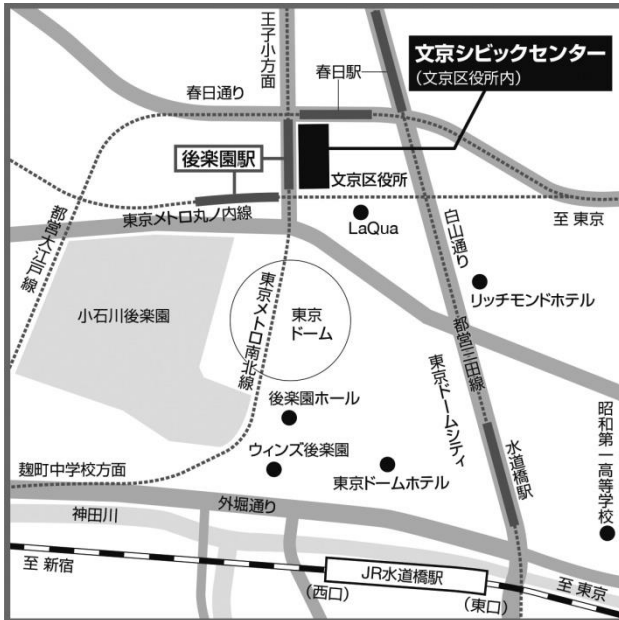 王子小方面
文京シビックセンター
（文京区役所内）
春日駅
春日通り
後楽園駅
文京区役所
東京メトロ丸ノ内線
LaQua
至 東京
都営大江戸線
白山通り
リッチモンドホテル
小石川後楽園
東京メトロ南北線
東京
ドーム
都営三田線
東京ドームシティ
後楽園ホール
ウィンズ後楽園
東京ドームホテル
水道橋駅
昭和第一高等学校
麹町中学校方面
外堀通り
神田川
至 新宿
JR水道橋駅
（西口）
（東口）
至 東京